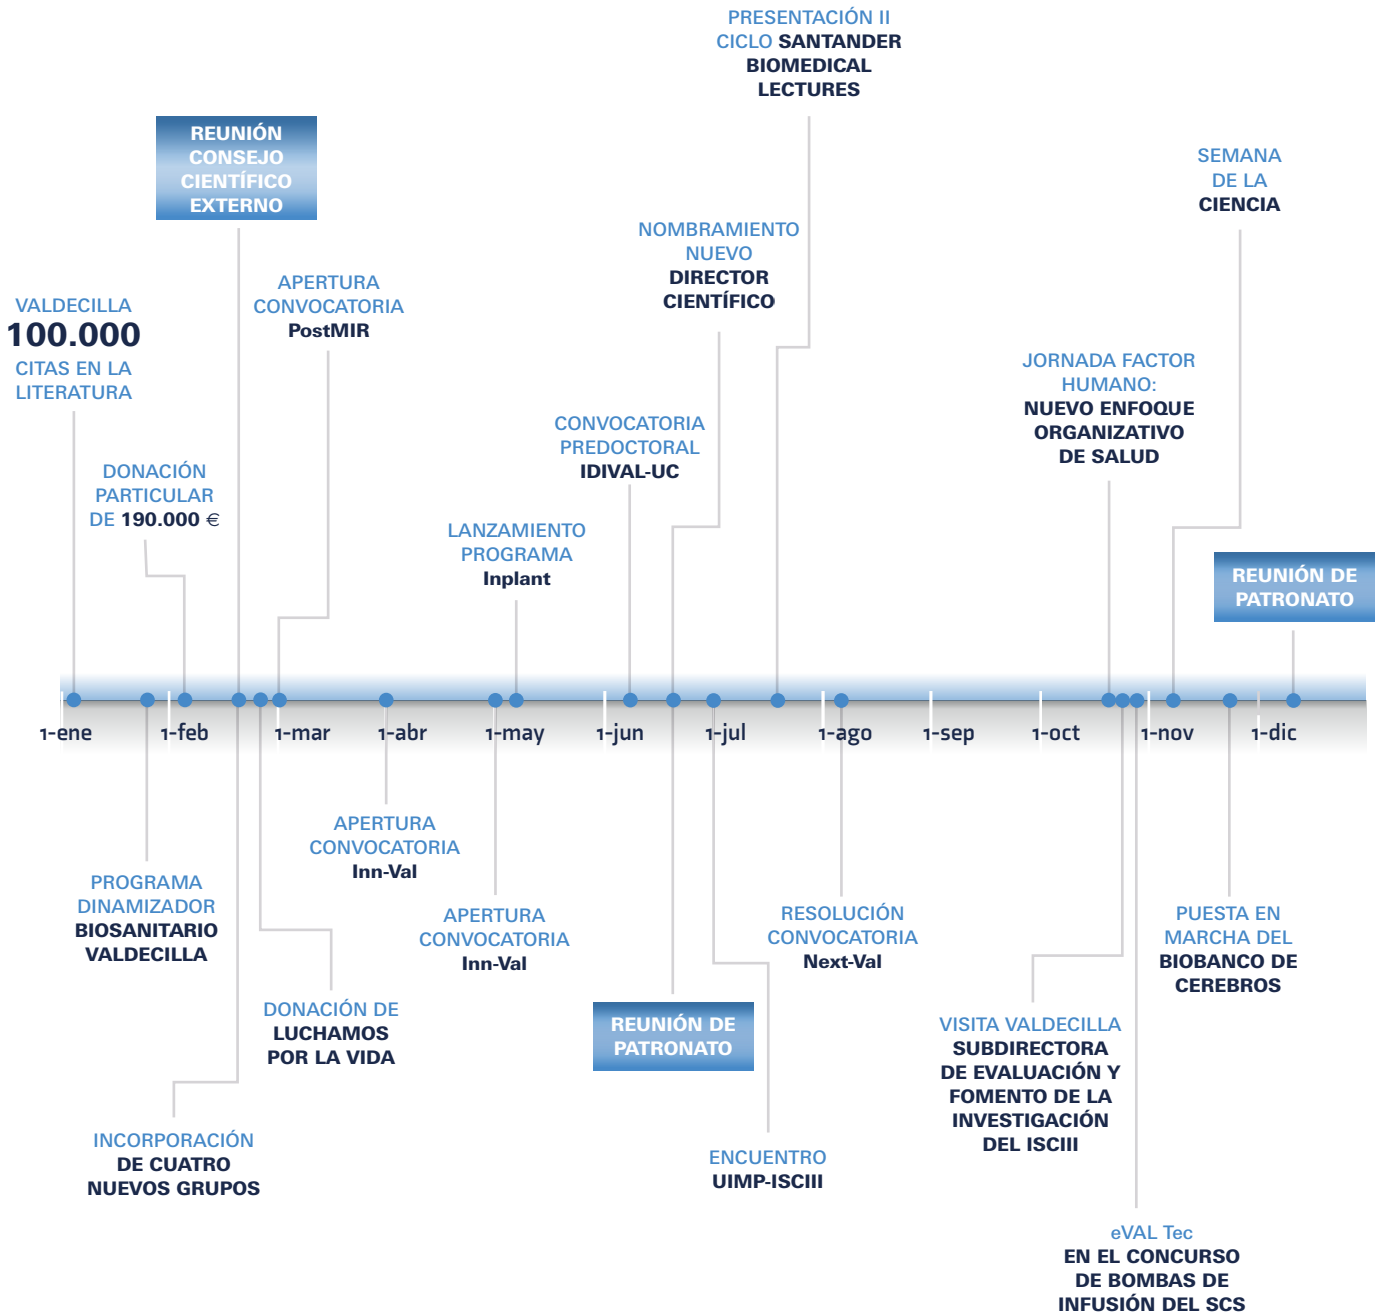 PRESENTACIÓN II
CICLO SANTANDER
BIOMEDICAL
LECTURES
REUNIÓN
CONSEJO
CIENTÍFICO
EXTERNO
SEMANA
DE LA
CIENCIA
NOMBRAMIENTO
NUEVO
DIRECTOR
CIENTÍFICO
APERTURA
CONVOCATORIA
PostMIR
VALDECILLA
100.000
CITAS EN LA
LITERATURA
JORNADA FACTOR
HUMANO:
NUEVO ENFOQUE
ORGANIZATIVO
DE SALUD
CONVOCATORIA
PREDOCTORAL
IDIVAL-UC
DONACIÓN
PARTICULAR
DE 190.000 €
LANZAMIENTO
PROGRAMA
Inplant
REUNIÓN DE
PATRONATO
1-ene 1-feb 1-mar 1-abr 1-may 1-jun 1-jul 1-ago 1-sep 1-oct 1-nov 1-dic
APERTURA
CONVOCATORIA
Inn-Val
PROGRAMA
DINAMIZADOR
BIOSANITARIO
VALDECILLA
APERTURA
CONVOCATORIA
Inn-Val
RESOLUCIÓN
CONVOCATORIA
Next-Val
PUESTA EN
MARCHA DEL
BIOBANCO DE
CEREBROS
DONACIÓN DE
LUCHAMOS
POR LA VIDA
REUNIÓN DE
PATRONATO
VISITA VALDECILLA
SUBDIRECTORA
DE EVALUACIÓN Y
FOMENTO DE LA
INVESTIGACIÓN
DEL ISCIII
INCORPORACIÓN
DE CUATRO
NUEVOS GRUPOS
ENCUENTRO
UIMP-ISCIII
eVAL Tec
EN EL CONCURSO
DE BOMBAS DE
INFUSIÓN DEL SCS